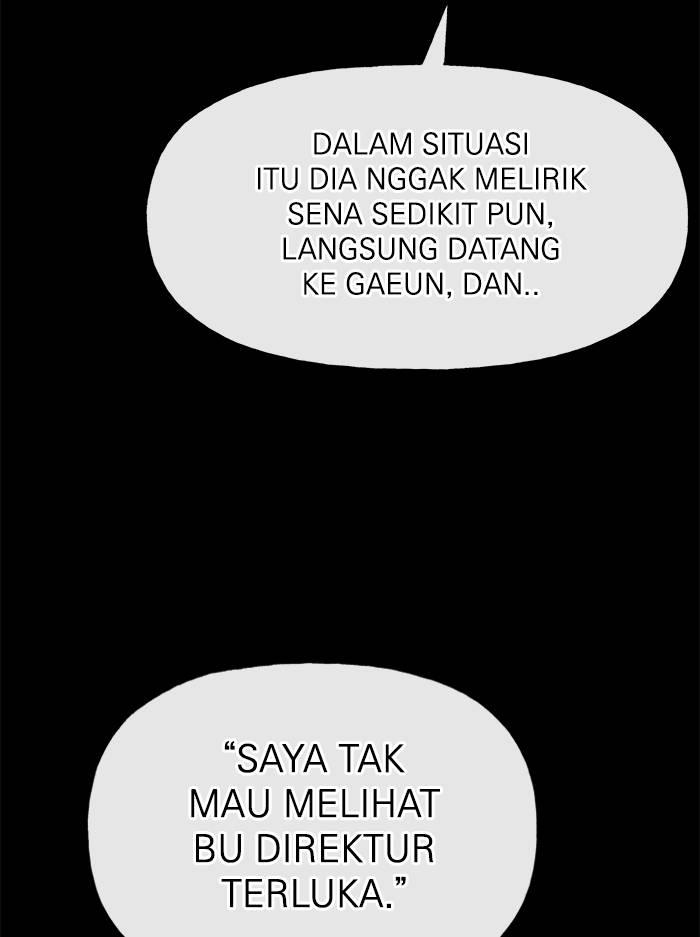 DALAM SITUASI
ITU DIA NGGAK MELIRIK
SENA SEDIKIT PUN,
LANGSUNG DATANG
KE GAEUN, DAN..
“SAYA TAK
MAU MELIHAT
BU DIREKTUR
TERLUKA.”